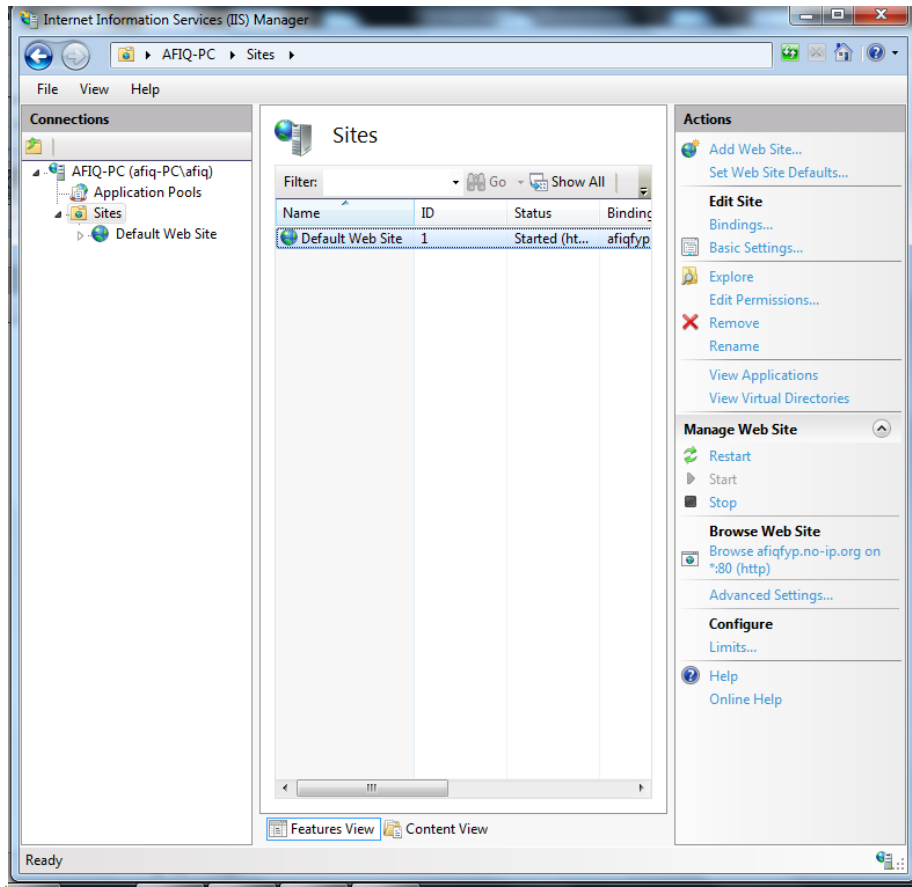 Internet Information Services (IIS) Manager
AFIQ-PC Sites
File View Help
Connections
AFIQ-PC (afiq-PC\afiq)
Application Pools
Sites
Default Web Site
Sites
Filter: Go Show All
Name ID Status Binding
Default Web Site 1 Started (ht... afiqfyp
Features View Content View
Actions
Add Web Site...
Set Web Site Defaults...
Edit Site
Bindings...
Basic Settings...
Explore
Edit Permissions...
Remove
Rename
View Applications
View Virtual Directories
Manage Web Site
Restart
Start
Stop
Browse Web Site
Browse afiqfyp.no-ip.org on
*:80 (http)
Advanced Settings...
Configure
Limits...
Help
Online Help
Ready